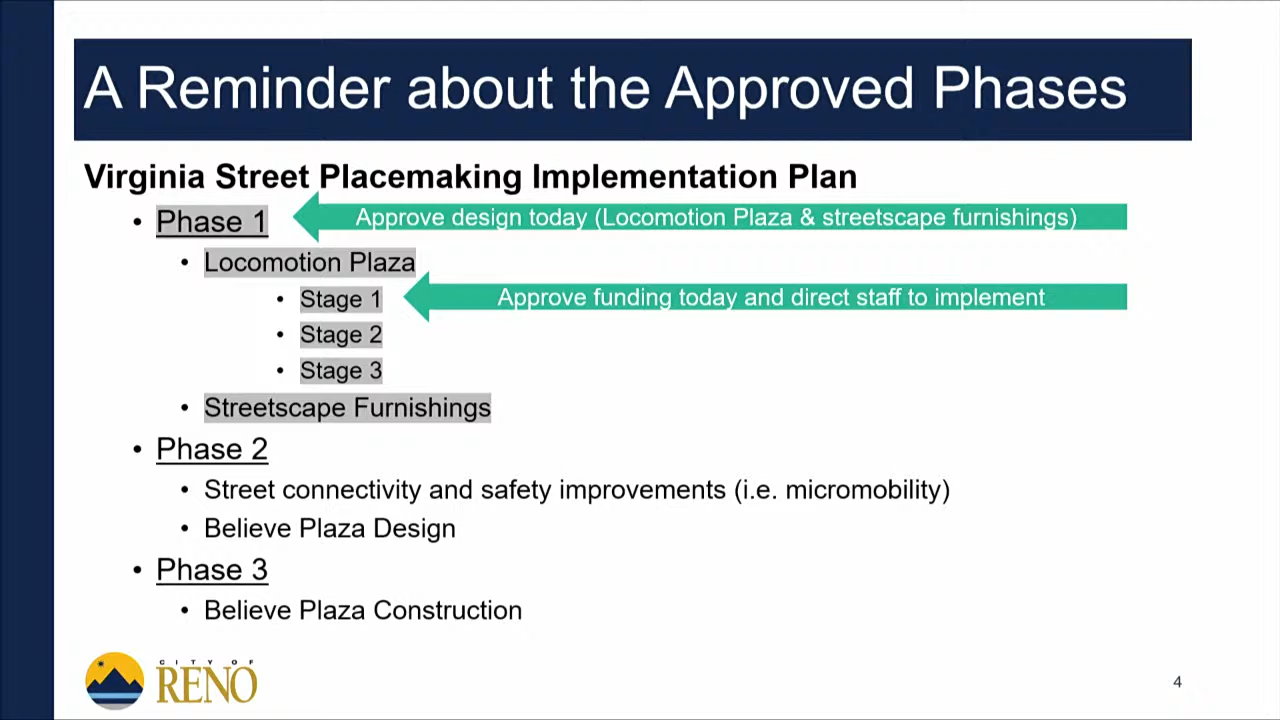 A Reminder about the Approved Phases
Virginia Street Placemaking Implementation Plan
• Phase 1
Approve design today (Locomotion Plaza & streetscape furnishings)
• Locomotion Plaza
• Stage 1
Approve funding today and direct staff to implement
• Stage 2
• Stage 3
• Streetscape Furnishings
• Phase 2
• Street connectivity and safety improvements (i.e. micromobility)
• Believe Plaza Design
• Phase 3
• Believe Plaza Construction
CITY OF
RENO
4